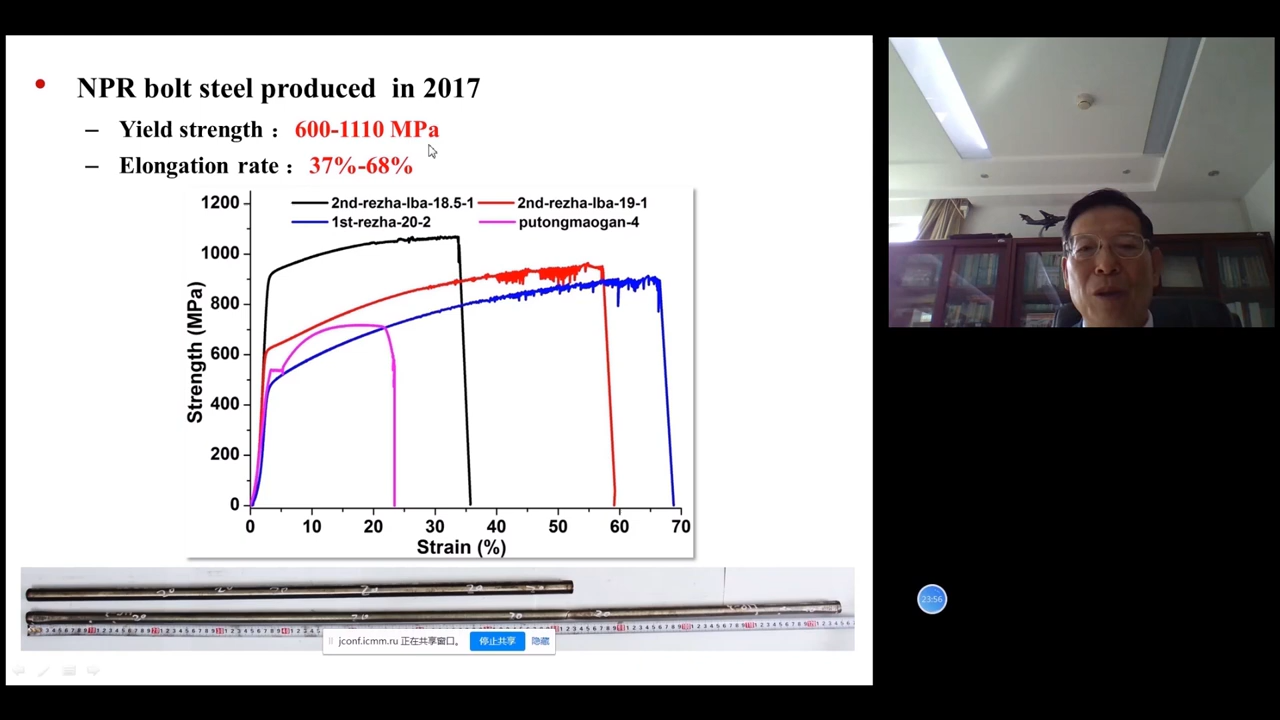 • NPR bolt steel produced in 2017
– Yield strength : 600-1110 MPa
– Elongation rate : 37%-68%
2nd-rezha-lba-18.5-1 2nd-rezha-lba-19-1
1st-rezha-20-2 putongmaogan-4
Strength (MPa)
1200
1000
800
600
400
200
0
0 10 20 30 40 50 60 70
Strain (%)
jconf.icmm.ru 正在共享窗口。 停止共享 隐藏
23:56